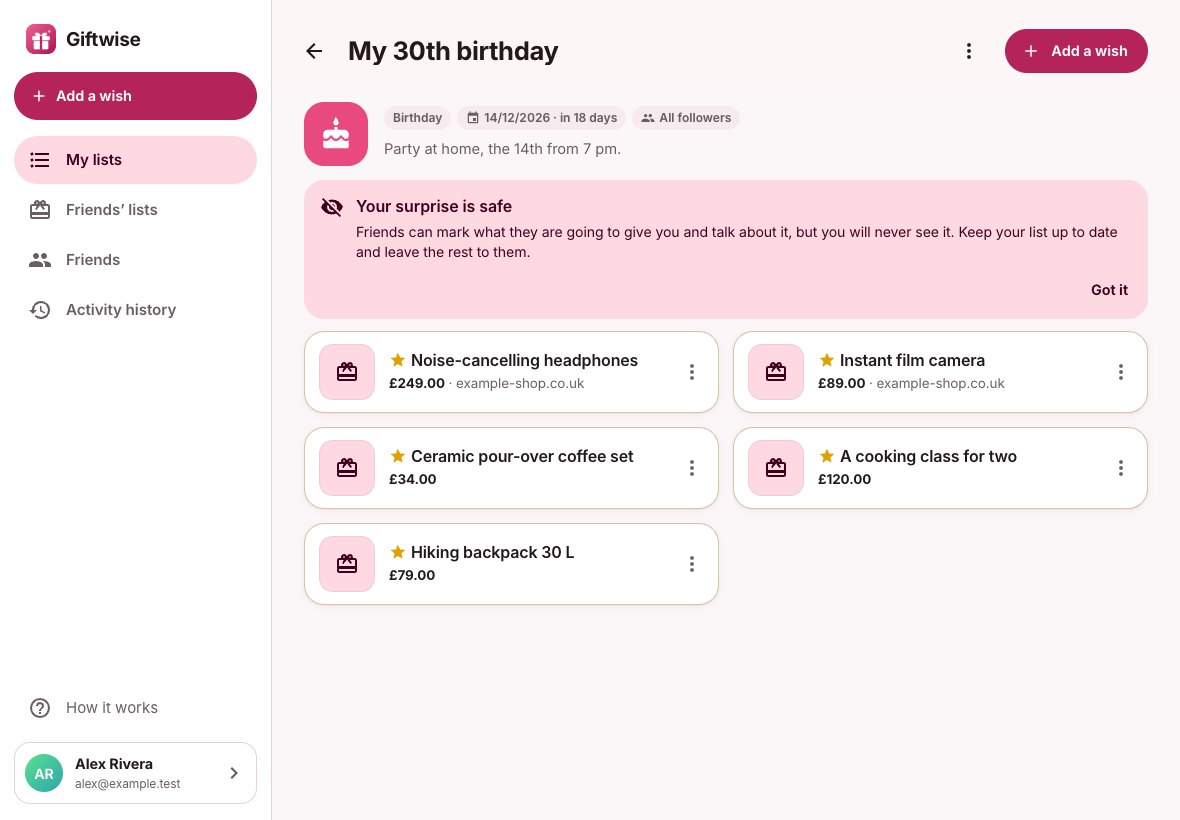 Giftwise
Add a wish
My lists
Friends’ lists
Friends
Activity history
How it works
AR
Alex Rivera
alex@example.test
My 30th birthday
Add a wish
Birthday
14/12/2026 · in 18 days
All followers
Party at home, the 14th from 7 pm.
Your surprise is safe
Friends can mark what they are going to give you and talk about it, but you will never see it. Keep your list up to date
and leave the rest to them.
Got it
Noise-cancelling headphones
£249.00 · example-shop.co.uk
Instant film camera
£89.00 · example-shop.co.uk
Ceramic pour-over coffee set
£34.00
A cooking class for two
£120.00
Hiking backpack 30 L
£79.00